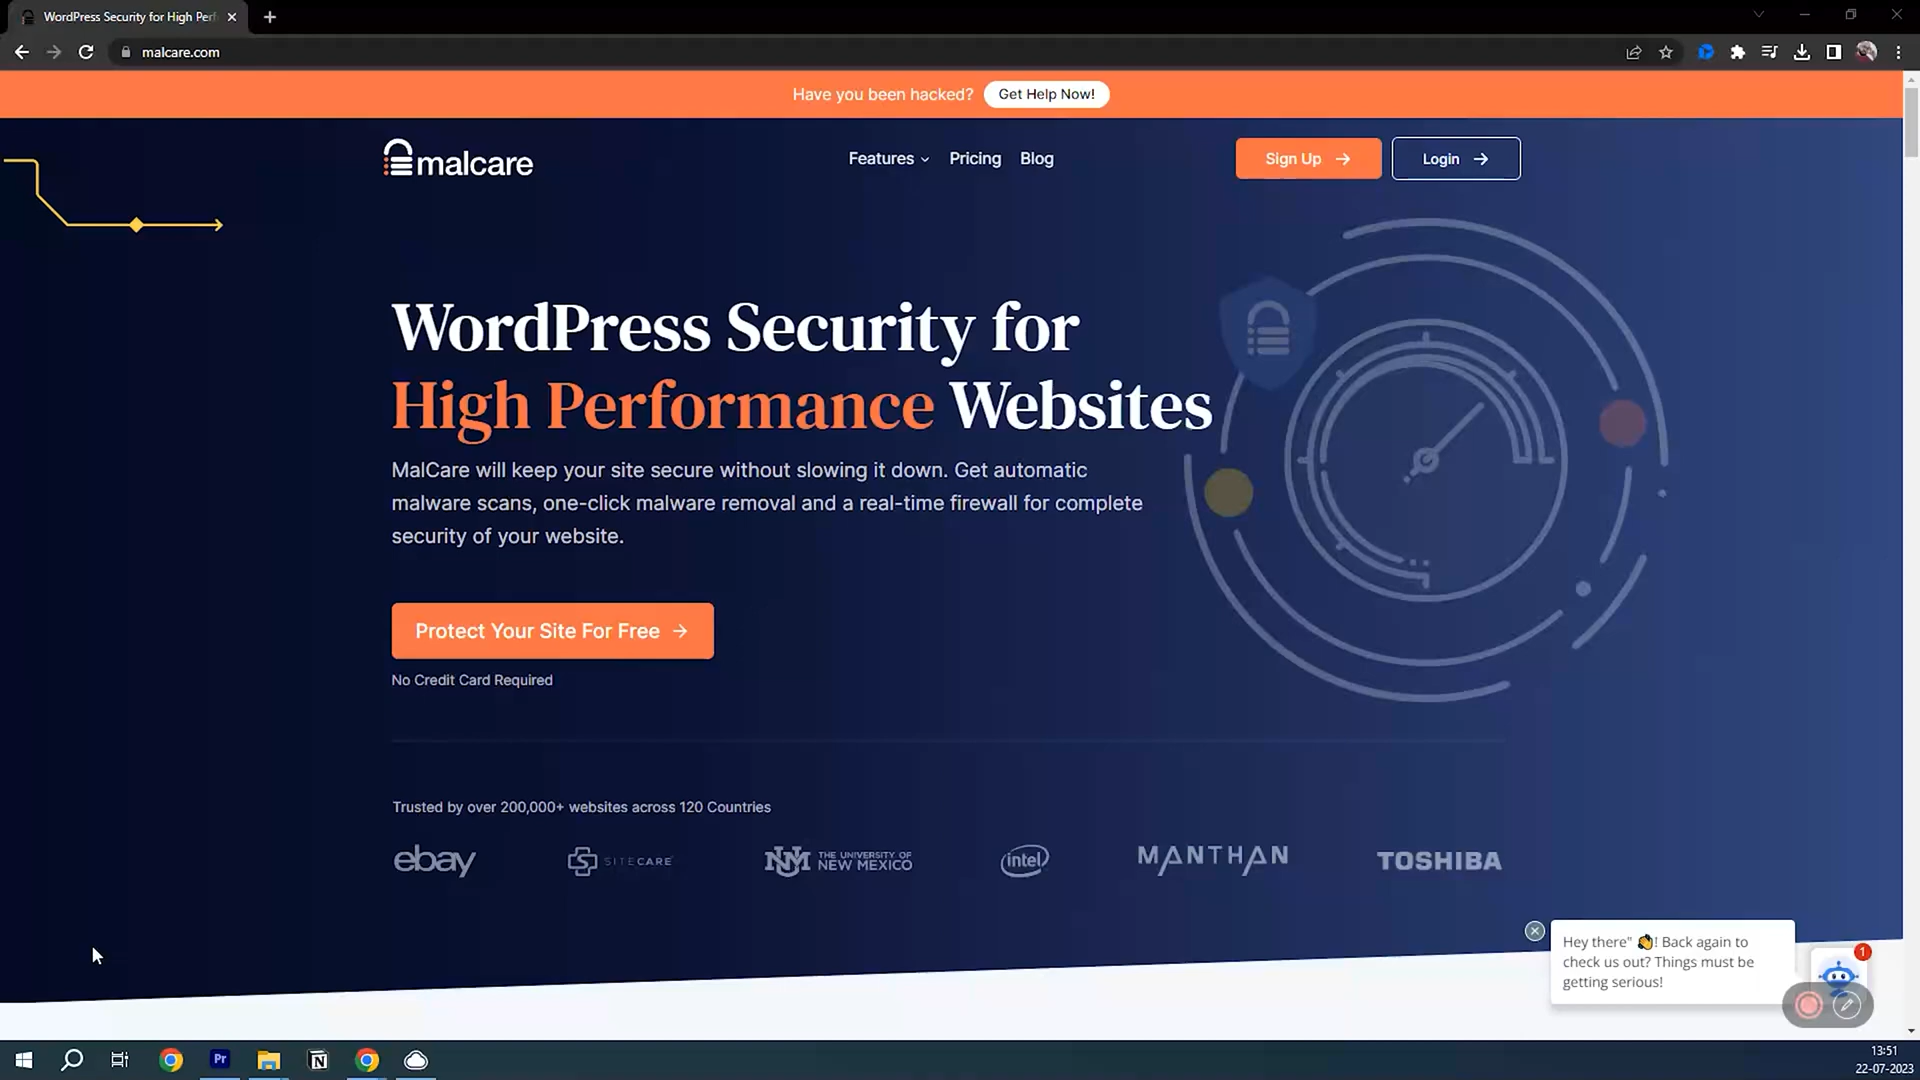 WordPress Security for High Perf
malcare.com
Have you been hacked? Get Help Now!
malcare
Features
Pricing
Blog
Sign Up
Login
WordPress Security for
High Performance Websites
MalCare will keep your site secure without slowing it down. Get automatic
malware scans, one-click malware removal and a real-time firewall for complete
security of your website.
Protect Your Site For Free
No Credit Card Required
Trusted by over 200,000+ websites across 120 Countries
ebay
SITECARE
THE UNIVERSITY OF
NEW MEXICO
intel
MANTHAN
TOSHIBA
Hey there" 👋! Back again to
check us out? Things must be
getting serious!
1
Pr
N
13:51
22-07-2023